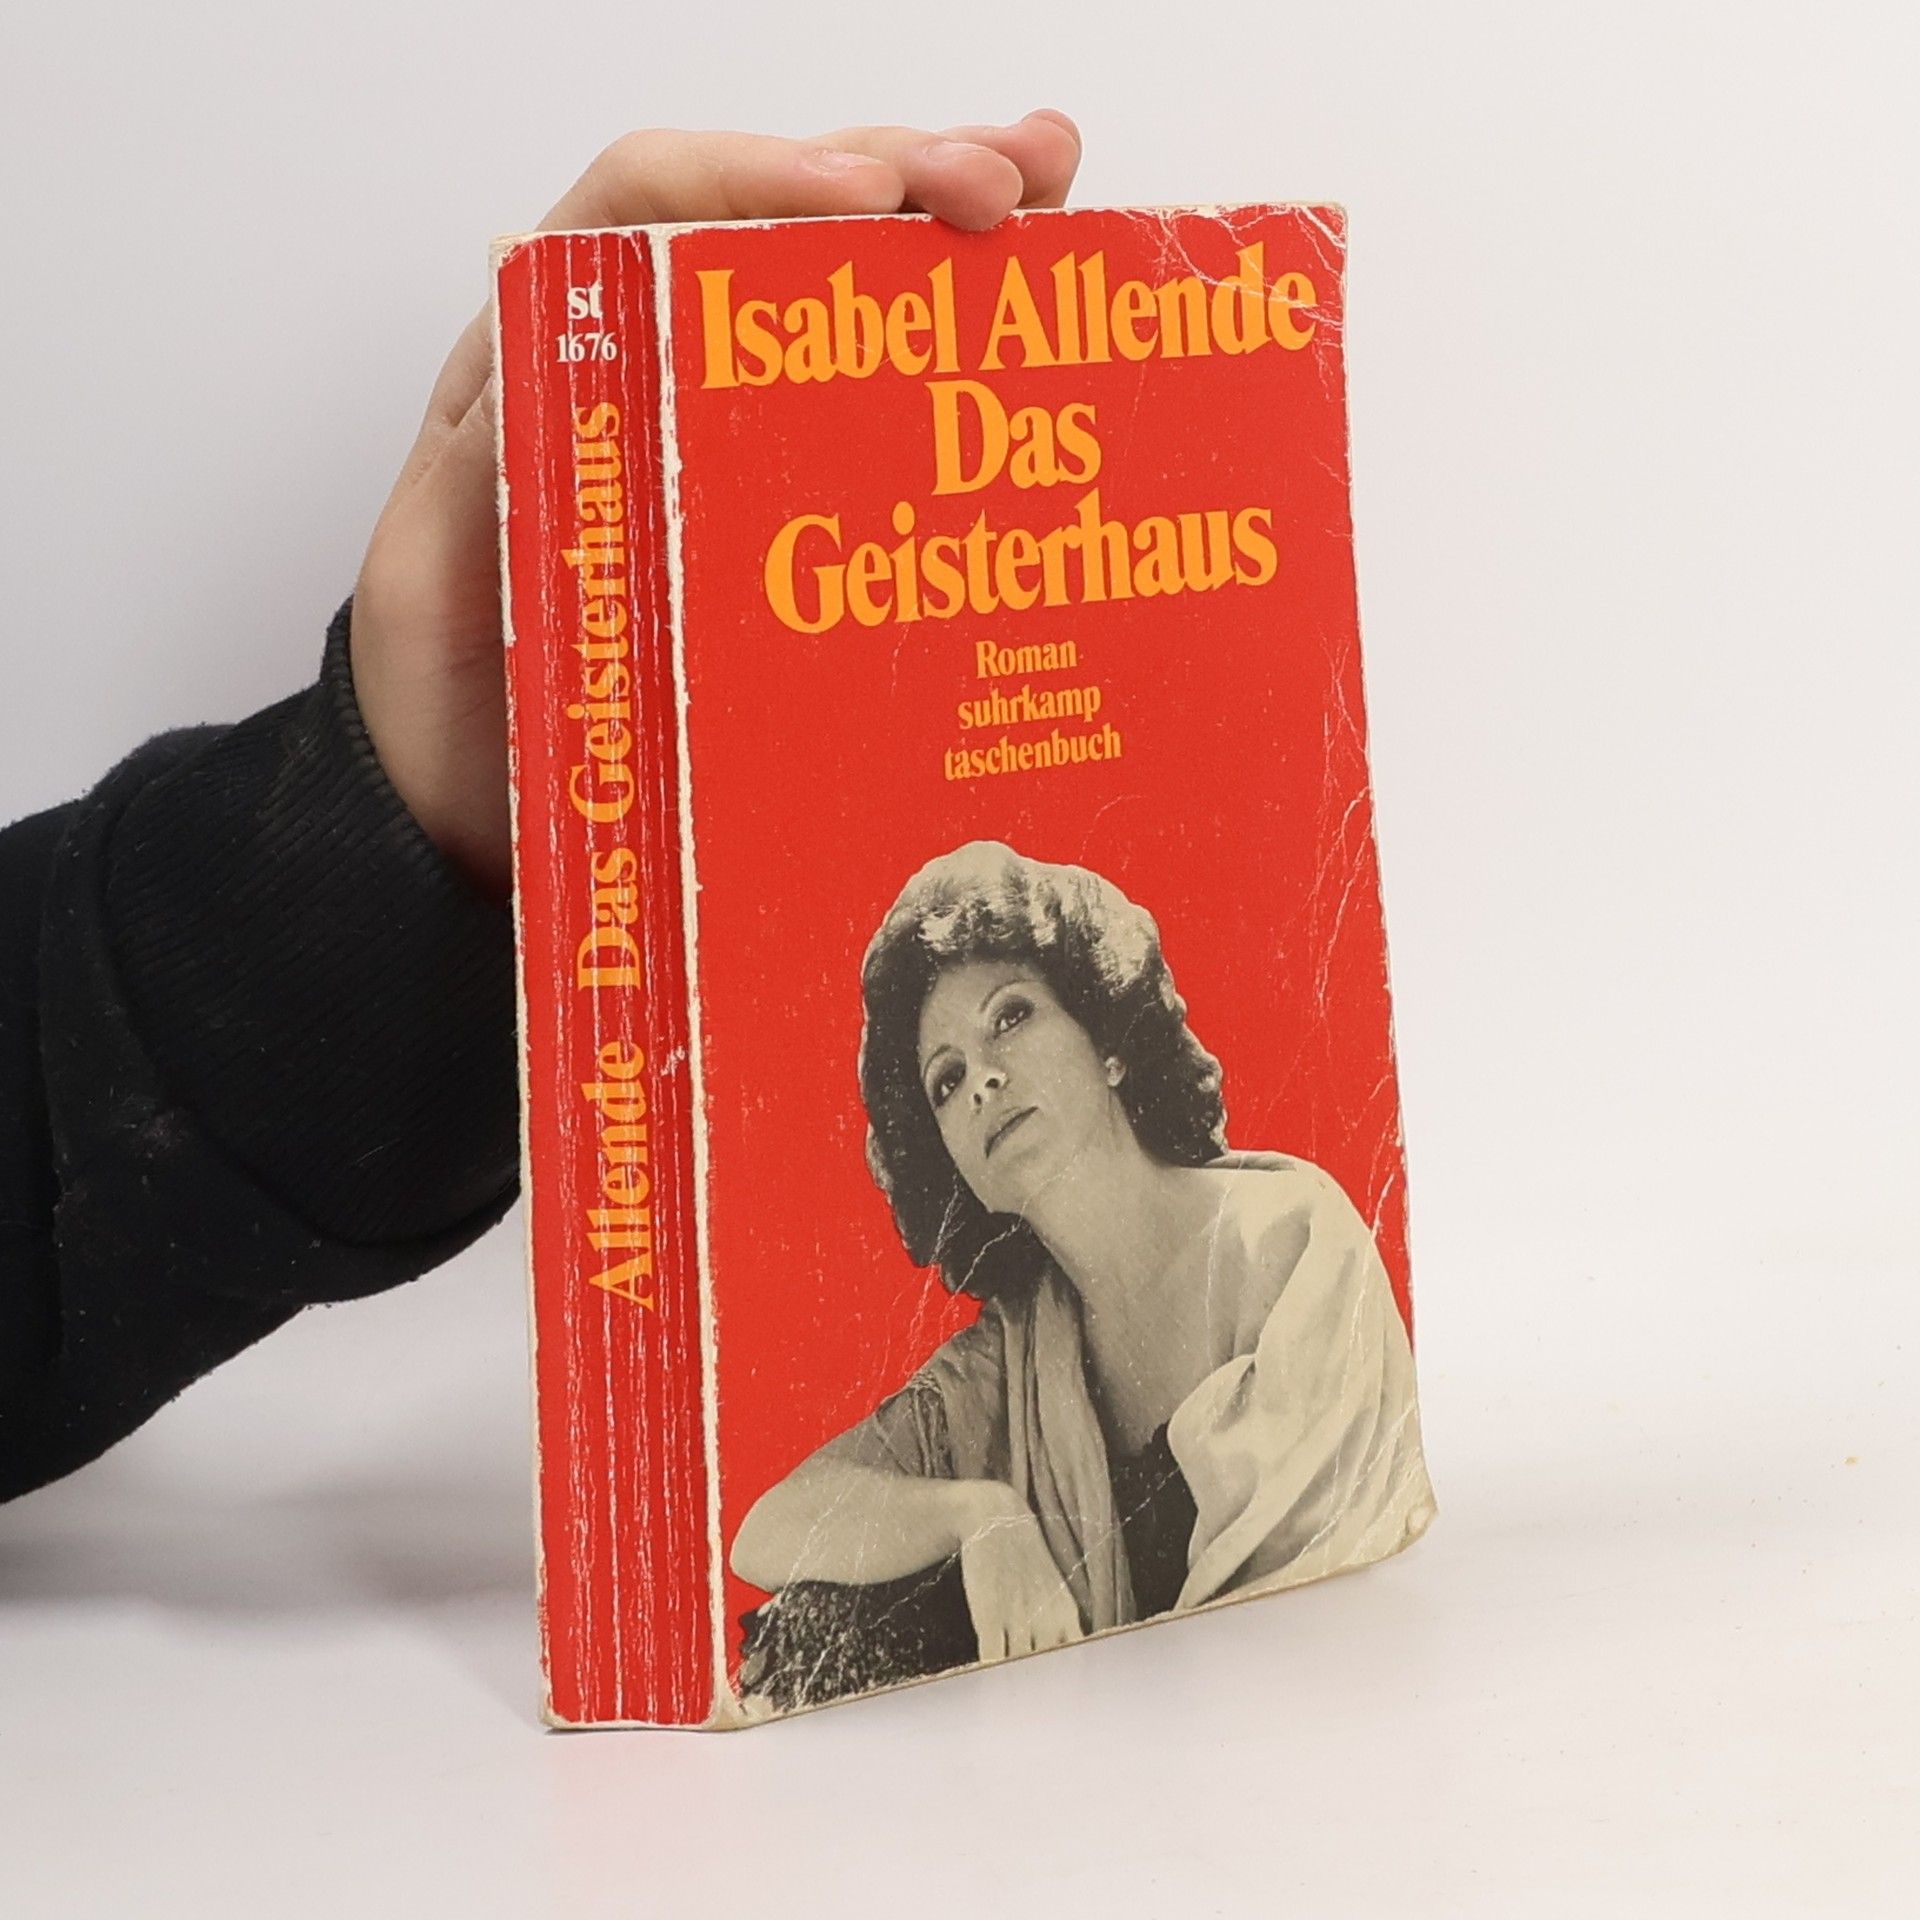 st
1676
Allende Das Geisterhaus
Isabel Allende
Das
Geisterhaus
Roman
suhrkamp
taschenbuch